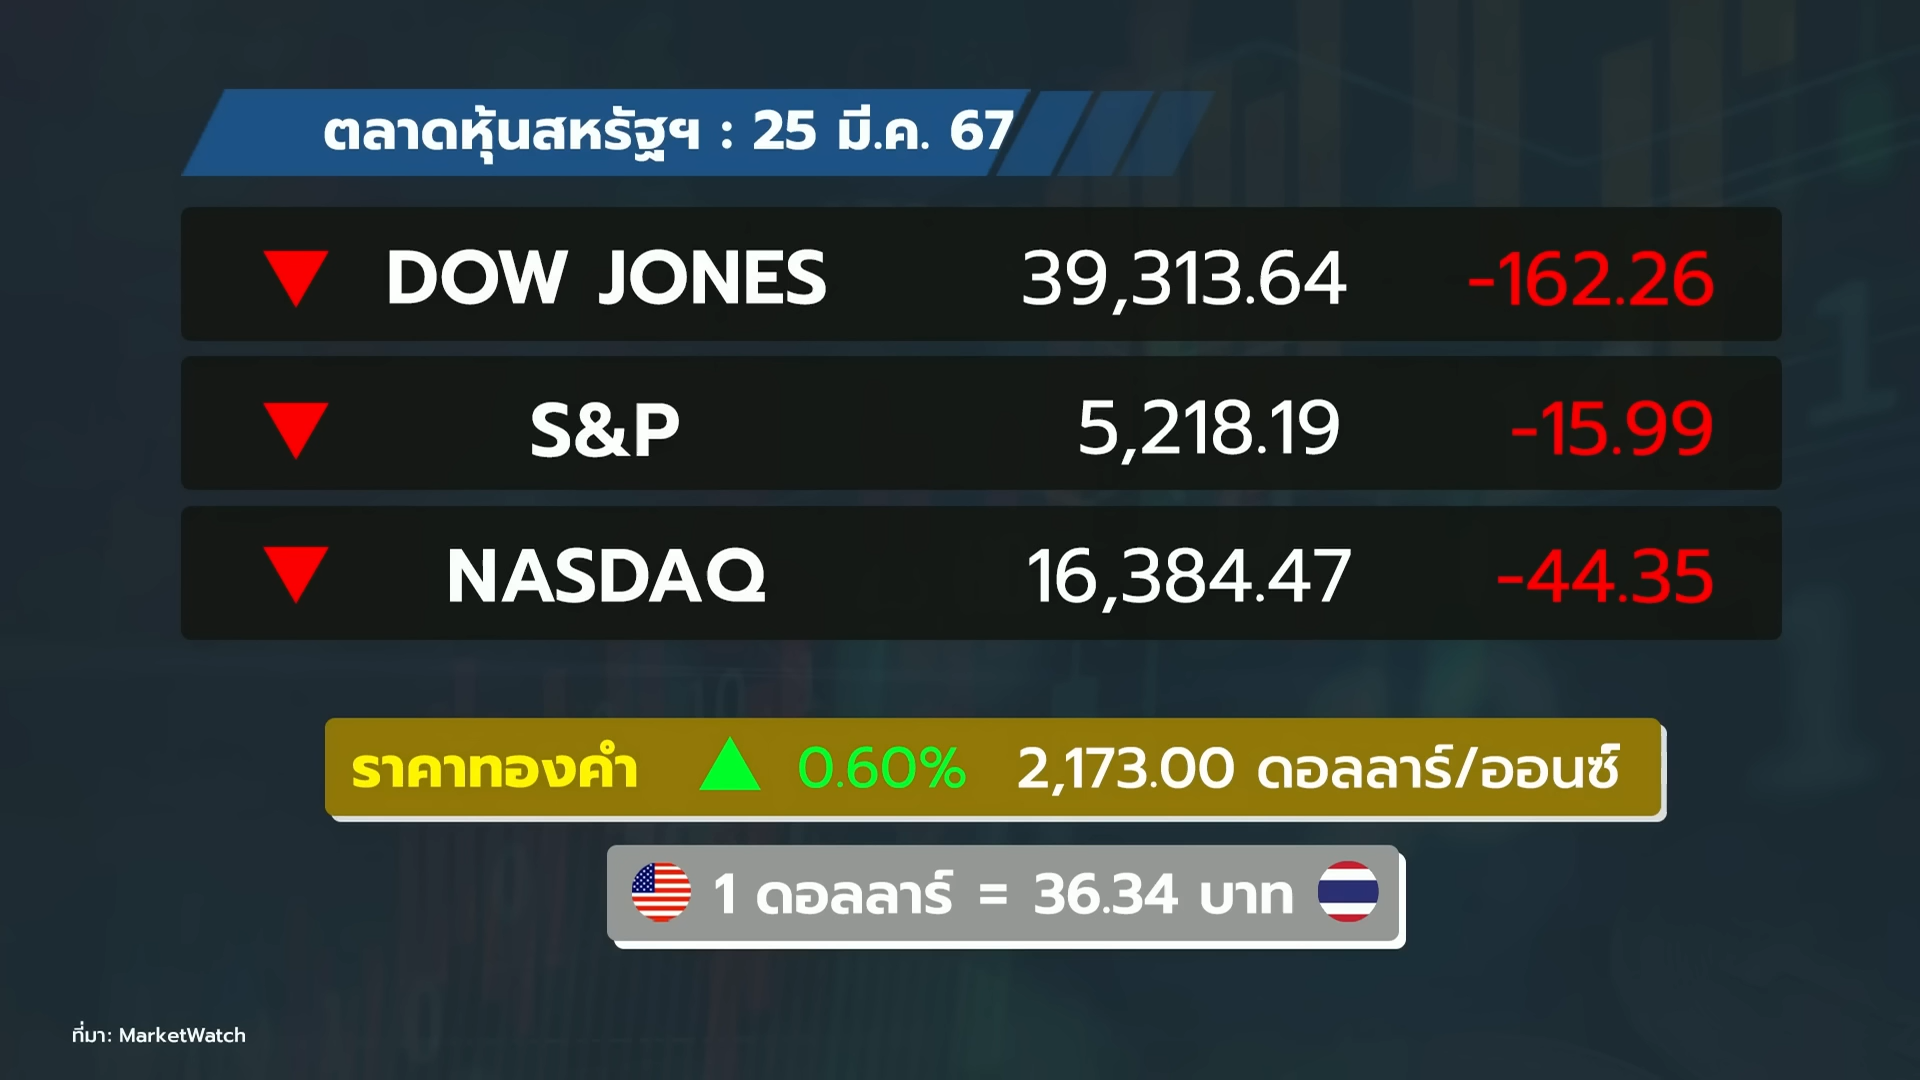 ตลาดหุ้นสหรัฐฯ : 25 มี.ค. 67
DOW JONES 39,313.64 -162.26
S&P 5,218.19 -15.99
NASDAQ 16,384.47 -44.35
ราคาทองคำ 0.60% 2,173.00 ดอลลาร์/ออนซ์
1 ดอลลาร์ = 36.34 บาท
ที่มา: MarketWatch